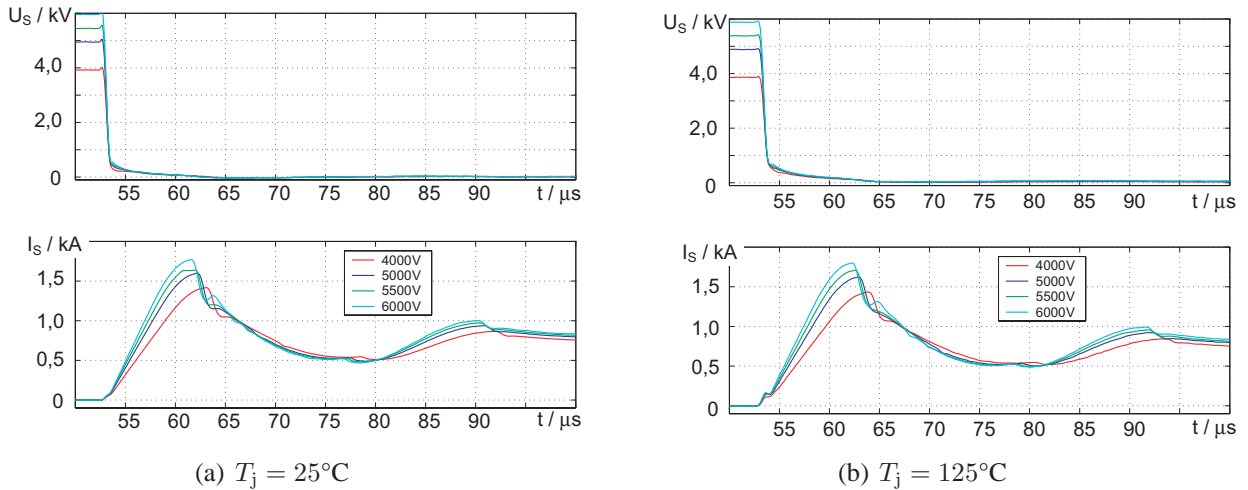 U_S / kV
4,0
2,0
0
55 60 65 70 75 80 85 90 t / μs
I_S / kA
1,5
1,0
0,5
0
4000V
5000V
5500V
6000V
55 60 65 70 75 80 85 90 t / μs
(a) T_j = 25°C
U_S / kV
4,0
2,0
0
55 60 65 70 75 80 85 90 t / μs
I_S / kA
1,5
1,0
0,5
0
4000V
5000V
5500V
6000V
55 60 65 70 75 80 85 90 t / μs
(b) T_j = 125°C